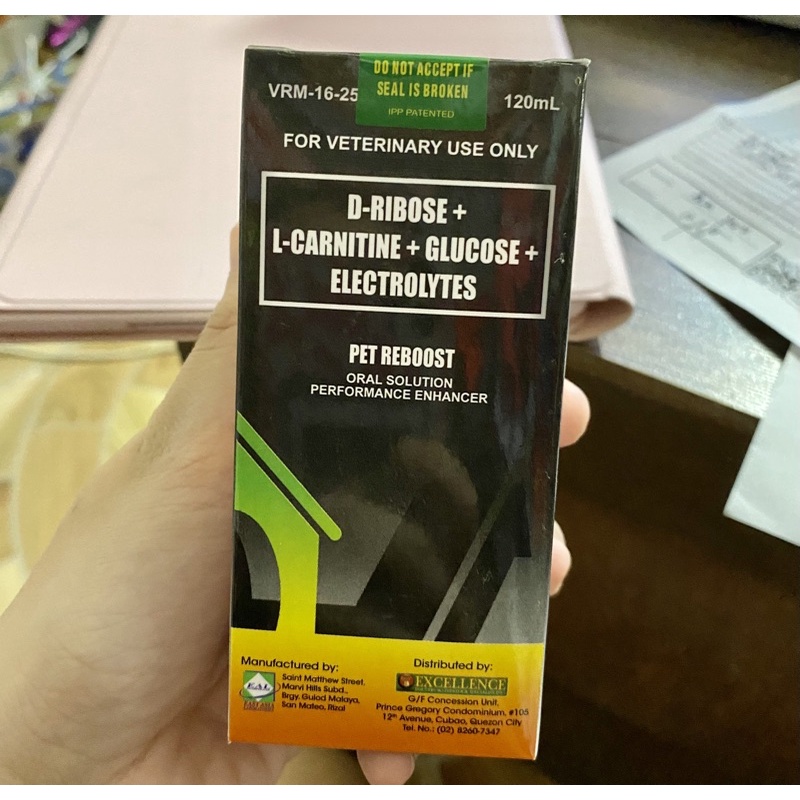 DO NOT ACCEPT IF
SEAL IS BROKEN
IPP PATENTED
VRM-16-25
120mL
FOR VETERINARY USE ONLY
D-RIBOSE +
L-CARNITINE + GLUCOSE +
ELECTROLYTES
PET REBOOST
ORAL SOLUTION
PERFORMANCE ENHANCER
Manufactured by:
EAL
Saint Matthew Street,
Marvi Hills Subd.,
Brgy. Gulod Malaya,
San Mateo, Rizal
Distributed by:
EXCELLENCE
G/F Concession Unit,
Prince Gregory Condominium, #105
12th Avenue, Cubao, Quezon City
Tel. No.: (02) 8260-7347